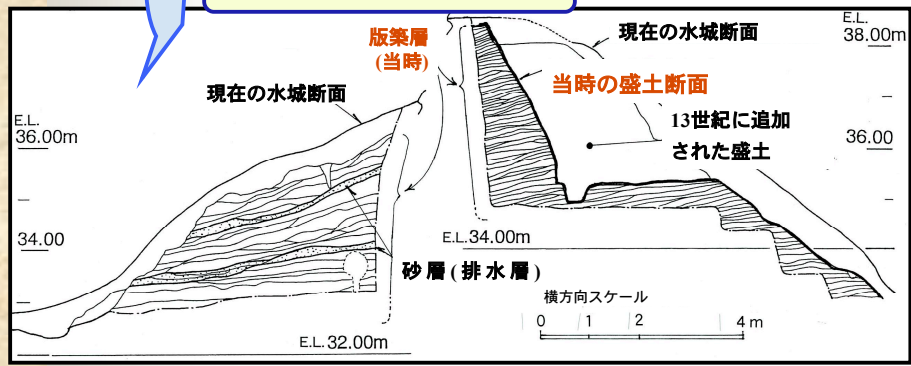 版築層
(当時)
現在の水城断面
E.L.
36.00m
34.00
砂層(排水層)
E.L.32.00m
E.L.
38.00m
現在の水城断面
当時の盛土断面
13世紀に追加
された盛土
36.00
E.L.34.00m
横方向スケール
0 1 2 4 m